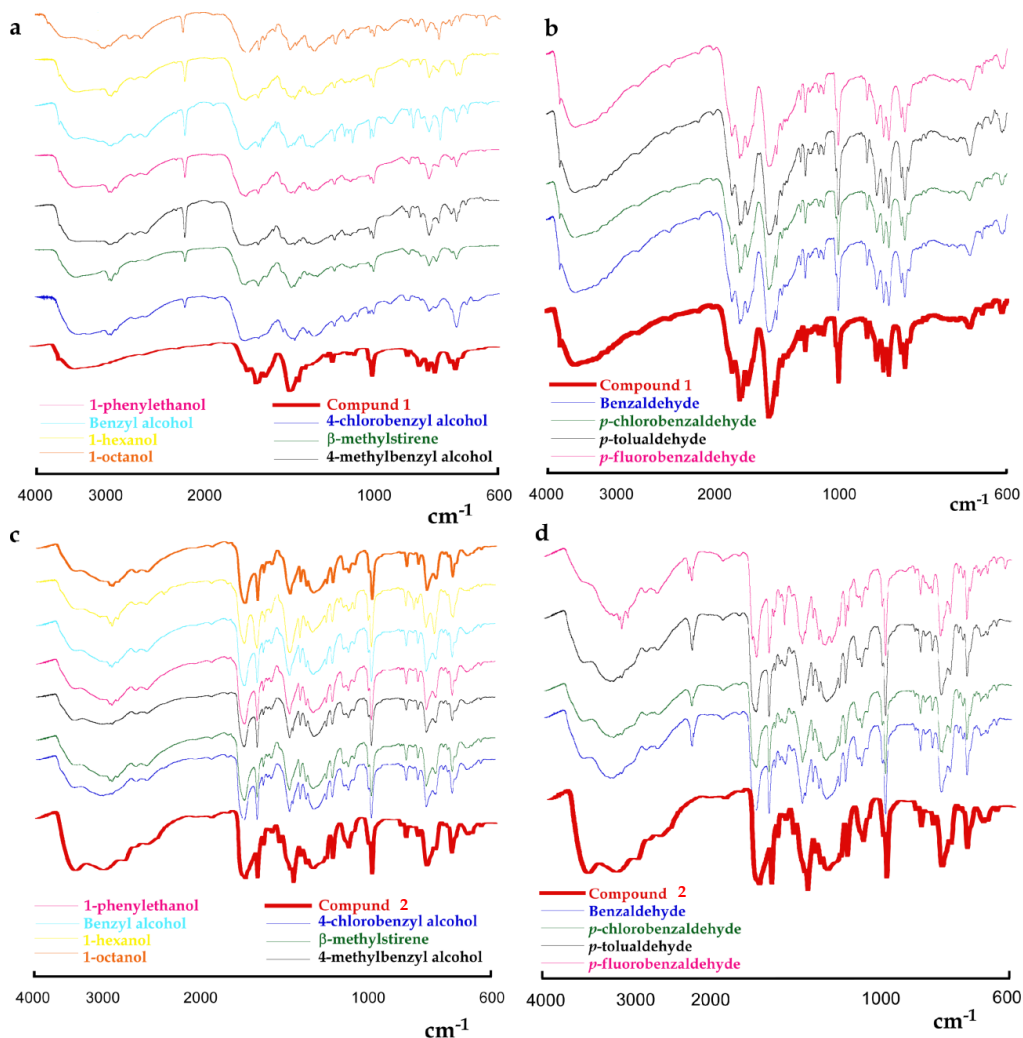 a
1-phenylethanol
Benzyl alcohol
1-hexanol
1-octanol
Compund 1
4-chlorobenzyl alcohol
β-methylstirene
4-methylbenzyl alcohol
4000 3000 2000 1000 600
cm-1
b
Compound 1
Benzaldehyde
p-chlorobenzaldehyde
p-tolualdehyde
p-fluorobenzaldehyde
4000 3000 2000 1000 600
cm-1
c
1-phenylethanol
Benzyl alcohol
1-hexanol
1-octanol
Compound 2
4-chlorobenzyl alcohol
β-methylstirene
4-methylbenzyl alcohol
4000 3000 2000 1000 600
cm-1
d
Compound 2
Benzaldehyde
p-chlorobenzaldehyde
p-tolualdehyde
p-fluorobenzaldehyde
4000 3000 2000 1000 600
cm-1